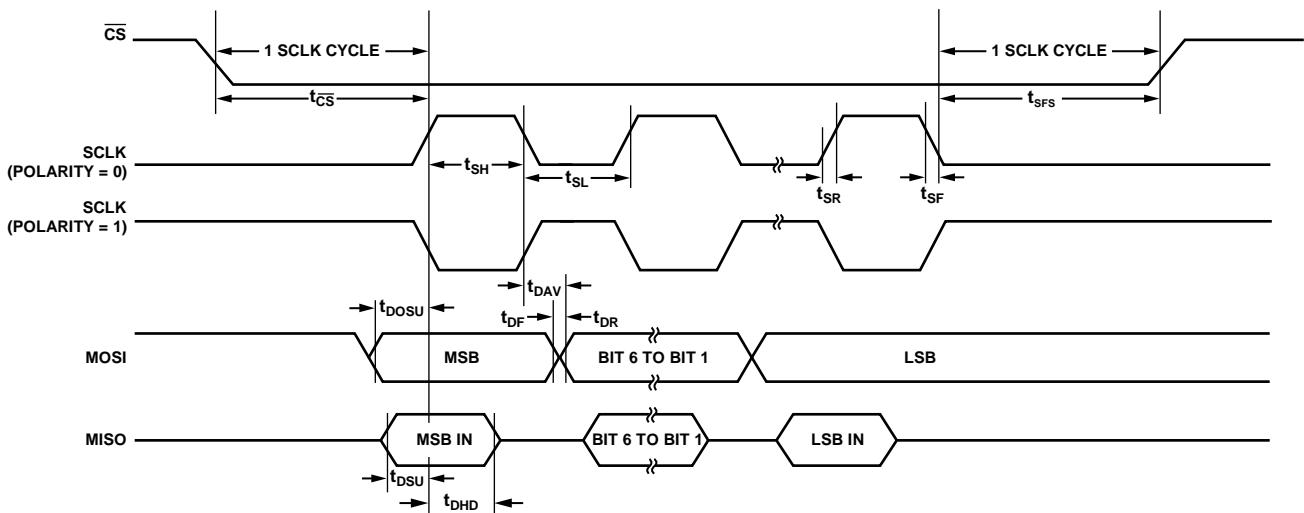 CS
1 SCLK CYCLE
1 SCLK CYCLE
tCS
tSFS
SCLK
(POLARITY = 0)
tSH
tSL
tSR
tSF
SCLK
(POLARITY = 1)
tDAV
tDOSU
tDF
tDR
MOSI
MSB
BIT 6 TO BIT 1
LSB
MISO
MSB IN
BIT 6 TO BIT 1
LSB IN
tDSU
tDHD